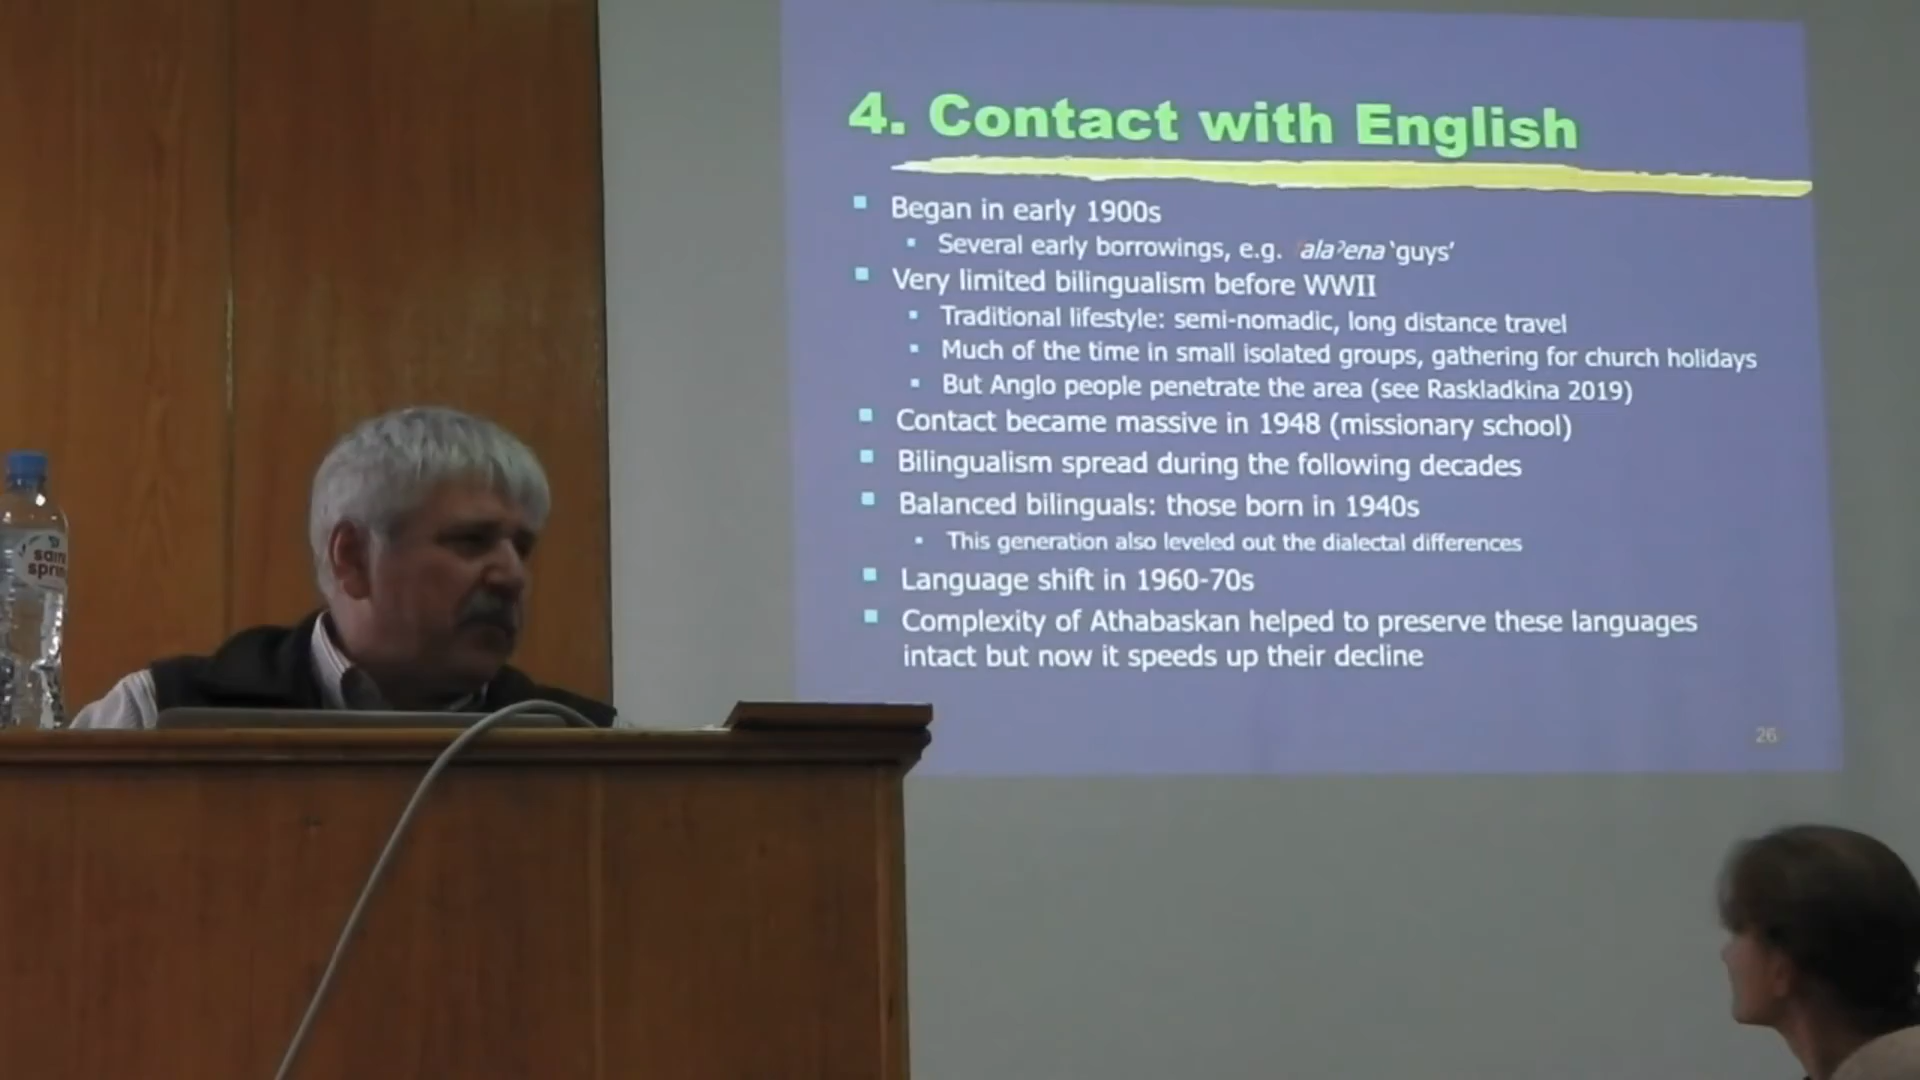 4. Contact with English
Began in early 1900s
Several early borrowings, e.g. ʼalaˀena ‘guys’
Very limited bilingualism before WWII
Traditional lifestyle: semi-nomadic, long distance travel
Much of the time in small isolated groups, gathering for church holidays
But Anglo people penetrate the area (see Raskladkina 2019)
Contact became massive in 1948 (missionary school)
Bilingualism spread during the following decades
Balanced bilinguals: those born in 1940s
This generation also leveled out the dialectal differences
Language shift in 1960-70s
Complexity of Athabaskan helped to preserve these languages
intact but now it speeds up their decline
26